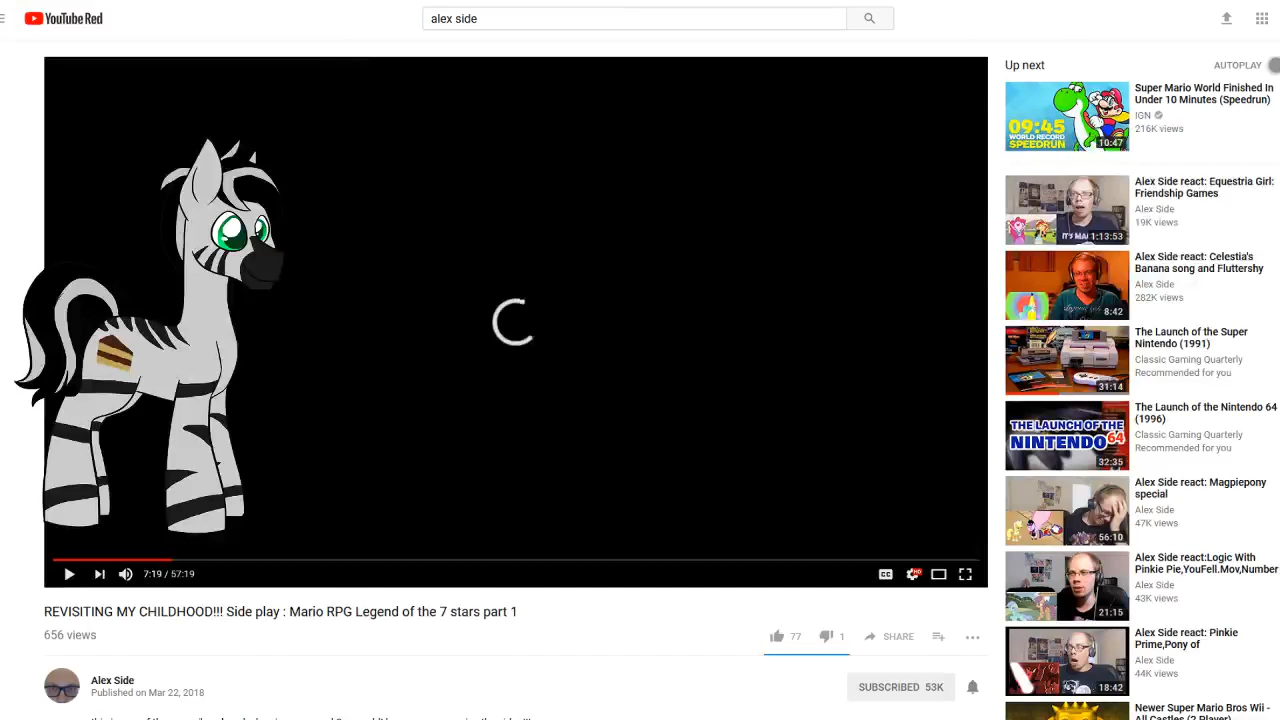 YouTube Red
alex side
Up next
AUTOPLAY
09:45
WORLD RECORD
SPEEDRUN
10:47
Super Mario World Finished In
Under 10 Minutes (Speedrun)
IGN
216K views
IT'S MA
1:13:53
Alex Side react: Equestria Girl:
Friendship Games
Alex Side
19K views
8:42
Alex Side react: Celestia's
Banana song and Fluttershy
Alex Side
282K views
31:14
The Launch of the Super
Nintendo (1991)
Classic Gaming Quarterly
Recommended for you
THE LAUNCH OF THE
NINTENDO 64
32:35
The Launch of the Nintendo 64
(1996)
Classic Gaming Quarterly
Recommended for you
56:10
Alex Side react: Magpiepony
special
Alex Side
47K views
21:15
Alex Side react:Logic With
Pinkie Pie,YouFell.Mov,Number
Alex Side
43K views
18:42
Alex Side react: Pinkie
Prime,Pony of
Alex Side
44K views
Newer Super Mario Bros Wii -
All Castles (2 Player)
7:19 / 57:19
CC
HD
REVISITING MY CHILDHOOD!!! Side play : Mario RPG Legend of the 7 stars part 1
656 views
77
1
SHARE
Alex Side
Published on Mar 22, 2018
SUBSCRIBED 53K